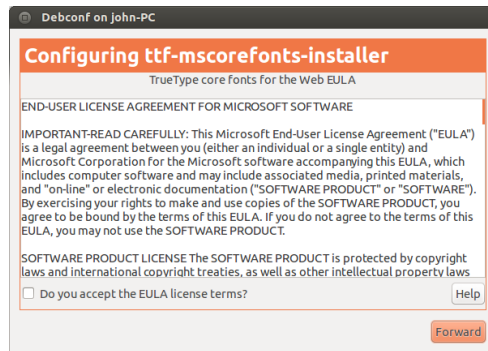 Debconf on john-PC
Configuring ttf-mscorefonts-installer
TrueType core fonts for the Web EULA
END-USER LICENSE AGREEMENT FOR MICROSOFT SOFTWARE
IMPORTANT-READ CAREFULLY: This Microsoft End-User License Agreement ("EULA")
is a legal agreement between you (either an individual or a single entity) and
Microsoft Corporation for the Microsoft software accompanying this EULA, which
includes computer software and may include associated media, printed materials,
and "on-line" or electronic documentation ("SOFTWARE PRODUCT" or "SOFTWARE").
By exercising your rights to make and use copies of the SOFTWARE PRODUCT, you
agree to be bound by the terms of this EULA. If you do not agree to the terms of this
EULA, you may not use the SOFTWARE PRODUCT.
SOFTWARE PRODUCT LICENSE The SOFTWARE PRODUCT is protected by copyright
laws and international copyright treaties, as well as other intellectual property laws
Do you accept the EULA license terms?
Help
Forward